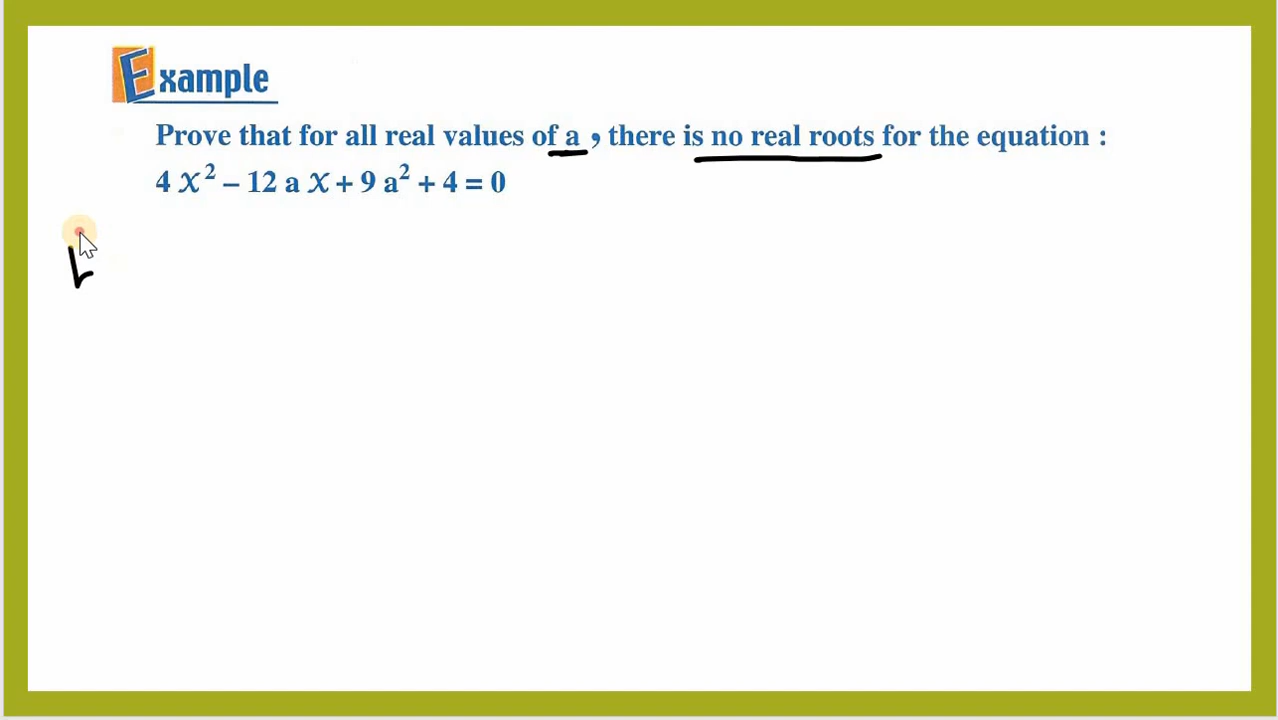 Example
Prove that for all real values of a , there is no real roots for the equation :
4 x² – 12 a x + 9 a² + 4 = 0